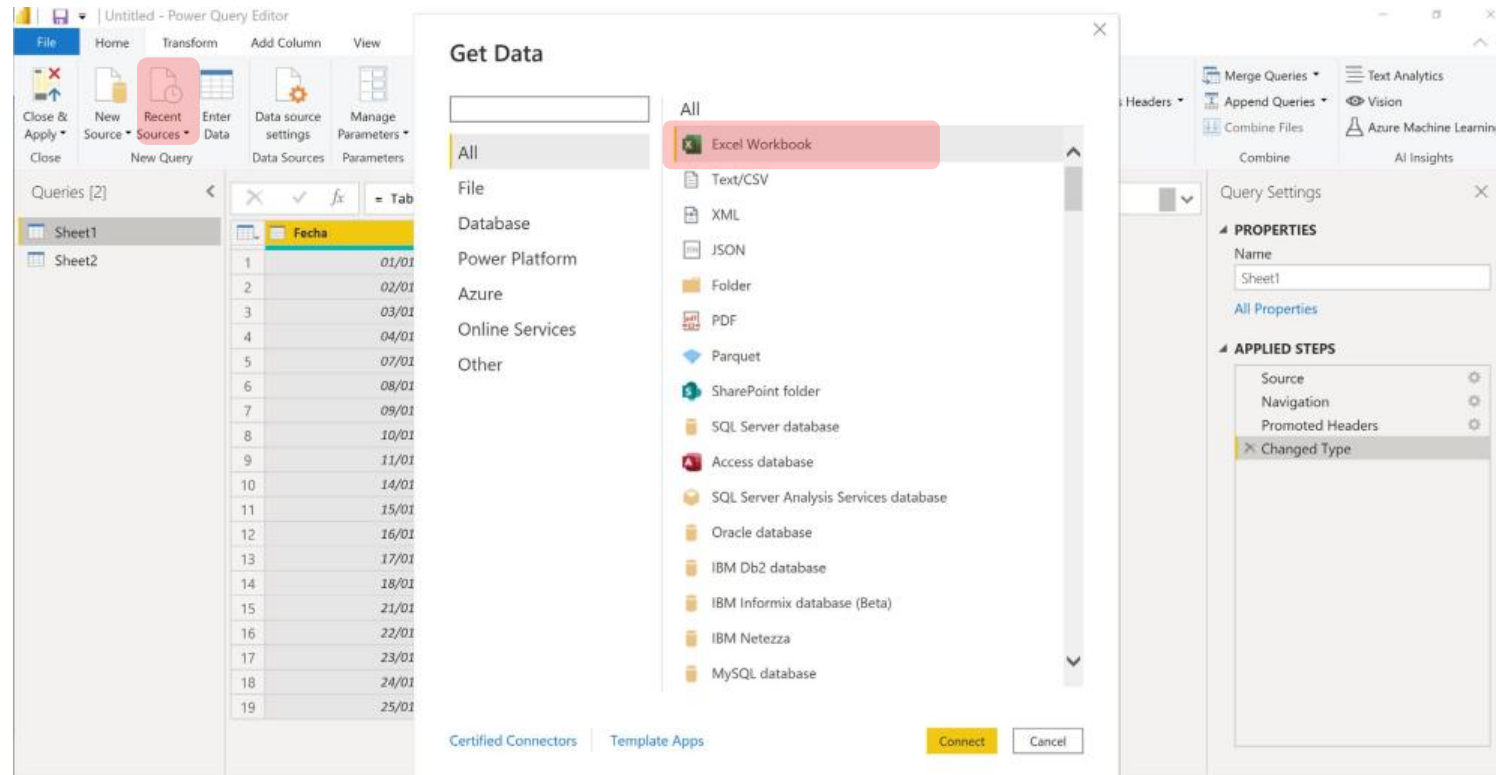 Untitled - Power Query Editor
File Home Transform Add Column View
Close & Apply
New Source
Recent Sources
Enter Data
Data source settings
Manage Parameters
Close
New Query
Data Sources
Parameters
Headers
Merge Queries
Append Queries
Combine Files
Combine
Text Analytics
Vision
Azure Machine Learning
AI Insights
Queries [2]
Sheet1
Sheet2
fx = Tab
Fecha
1 01/01
2 02/01
3 03/01
4 04/01
5 07/01
6 08/01
7 09/01
8 10/01
9 11/01
10 14/01
11 15/01
12 16/01
13 17/01
14 18/01
15 21/01
16 22/01
17 23/01
18 24/01
19 25/01
Get Data
All
File
Database
Power Platform
Azure
Online Services
Other
All
Excel Workbook
Text/CSV
XML
JSON
Folder
PDF
Parquet
SharePoint folder
SQL Server database
Access database
SQL Server Analysis Services database
Oracle database
IBM Db2 database
IBM Informix database (Beta)
IBM Netezza
MySQL database
Certified Connectors
Template Apps
Connect
Cancel
Query Settings
PROPERTIES
Name
Sheet1
All Properties
APPLIED STEPS
Source
Navigation
Promoted Headers
Changed Type